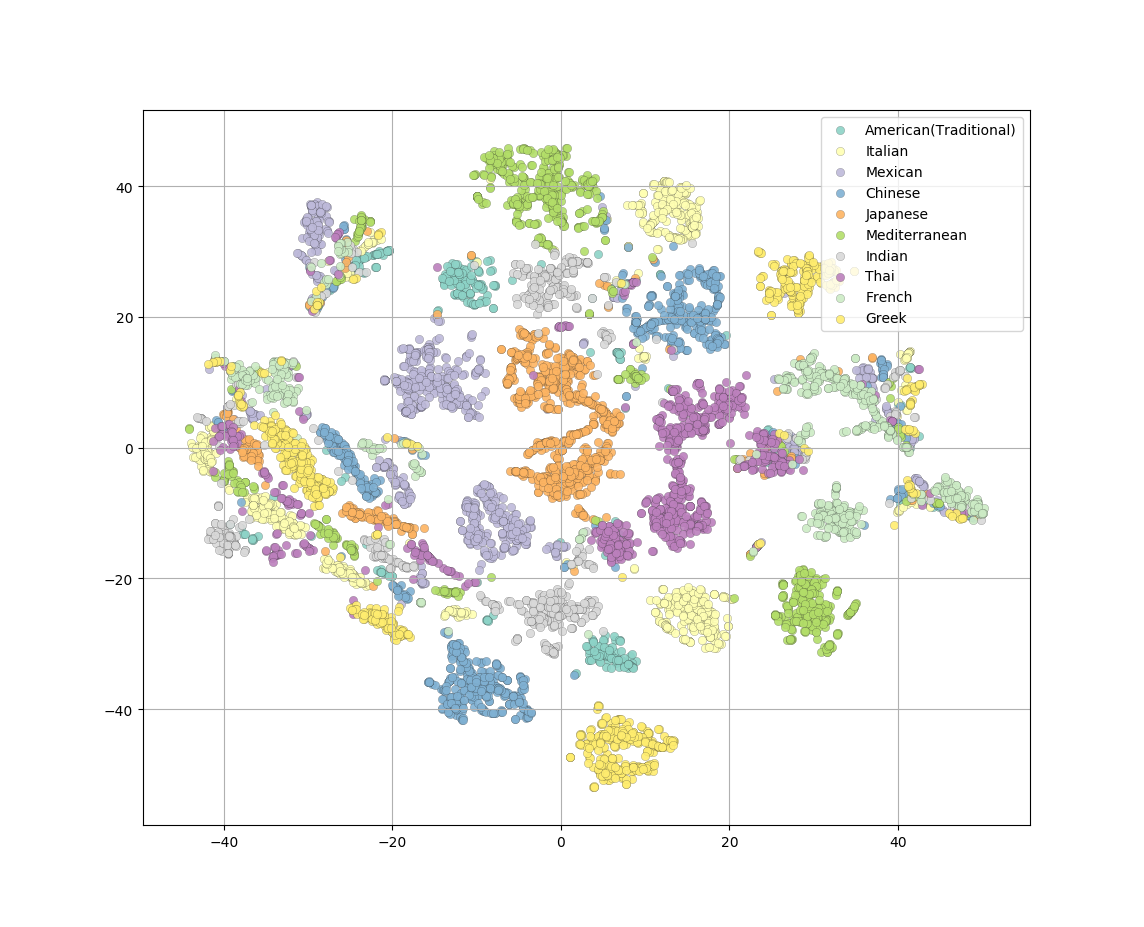 American(Traditional)
Italian
Mexican
Chinese
Japanese
Mediterranean
Indian
Thai
French
Greek
40
20
0
−20
−40
−40
−20
0
20
40